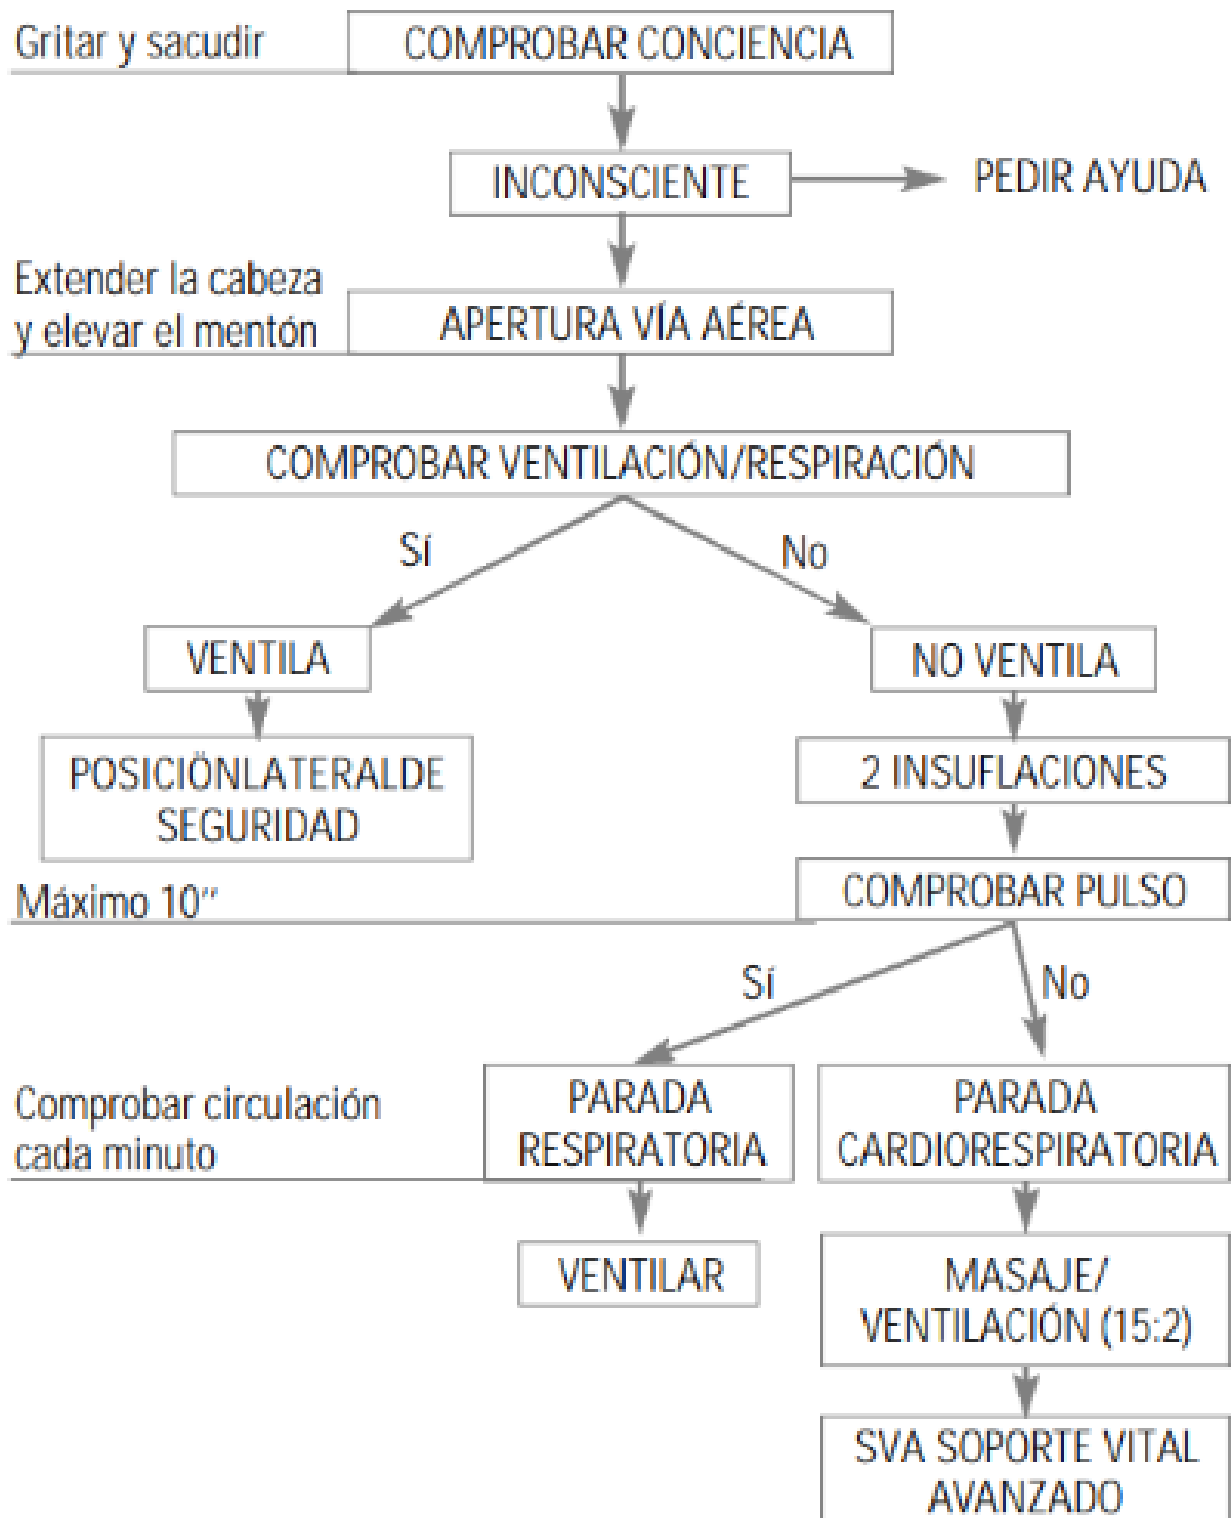 Gritar y sacudir
COMPROBAR CONCIENCIA
INCONSCIENTE
PEDIR AYUDA
Extender la cabeza
y elevar el mentón
APERTURA VÍA AÉREA
COMPROBAR VENTILACIÓN/RESPIRACIÓN
Sí
No
VENTILA
NO VENTILA
POSICIÖNLATERALDE
SEGURIDAD
2 INSUFLACIONES
Máximo 10’’
COMPROBAR PULSO
Sí
No
Comprobar circulación
cada minuto
PARADA
RESPIRATORIA
PARADA
CARDIORESPIRATORIA
VENTILAR
MASAJE/
VENTILACIÓN (15:2)
SVA SOPORTE VITAL
AVANZADO